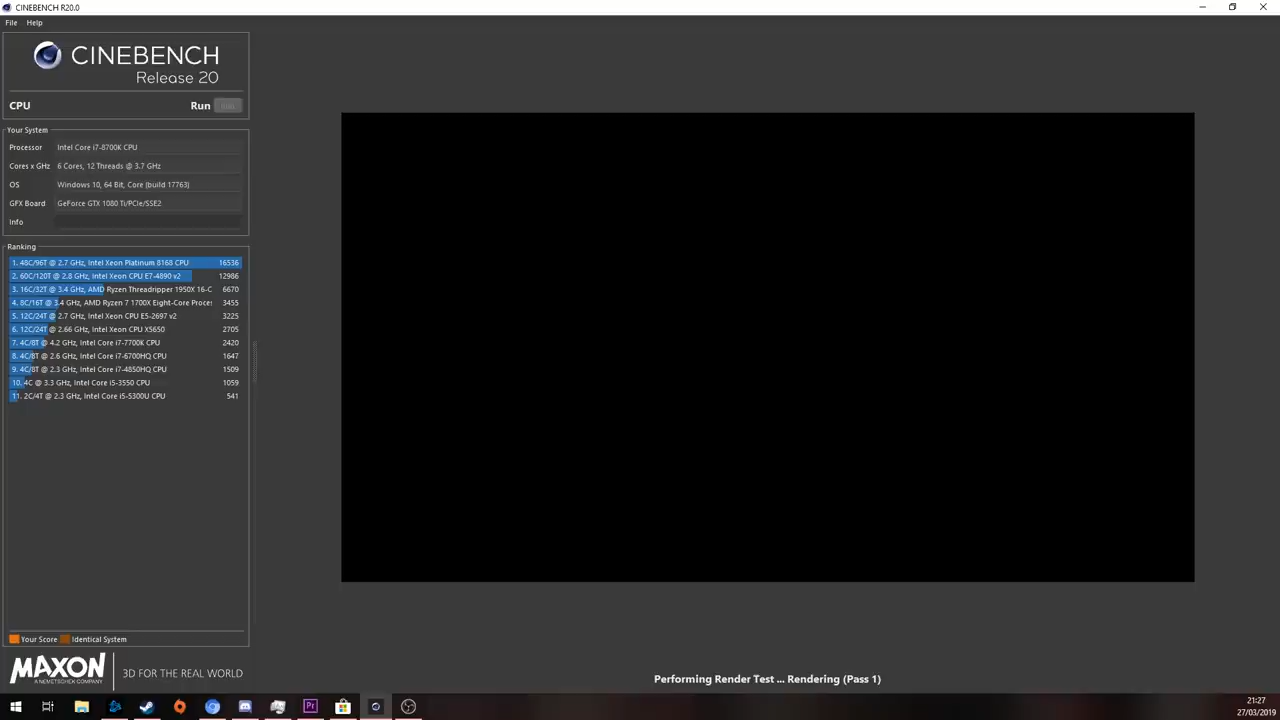 CINEBENCH R20.0
File Help
CINEBENCH
Release 20
CPU Run
Your System
Processor Intel Core i7-8700K CPU
Cores x GHz 6 Cores, 12 Threads @ 3.7 GHz
OS Windows 10, 64 Bit, Core (build 17763)
GFX Board GeForce GTX 1080 Ti/PCIe/SSE2
Info
Ranking
1. 48C/96T @ 2.7 GHz, Intel Xeon Platinum 8168 CPU 16536
2. 60C/120T @ 2.8 GHz, Intel Xeon CPU E7-4890 v2 12986
3. 16C/32T @ 3.4 GHz, AMD Ryzen Threadripper 1950X 16-C 6670
4. 8C/16T @ 3.4 GHz, AMD Ryzen 7 1700X Eight-Core Proces 3455
5. 12C/24T @ 2.7 GHz, Intel Xeon CPU E5-2697 v2 3225
6. 12C/24T @ 2.66 GHz, Intel Xeon CPU X5650 2705
7. 4C/8T @ 4.2 GHz, Intel Core i7-7700K CPU 2420
8. 4C/8T @ 2.6 GHz, Intel Core i7-6700HQ CPU 1647
9. 4C/8T @ 2.3 GHz, Intel Core i7-4850HQ CPU 1509
10. 4C @ 3.3 GHz, Intel Core i5-3550 CPU 1059
11. 2C/4T @ 2.3 GHz, Intel Core i5-5300U CPU 541
Your Score Identical System
MAXON 3D FOR THE REAL WORLD
A NEMETSCHEK COMPANY
Performing Render Test ... Rendering (Pass 1)
Pr
21:27
27/03/2019